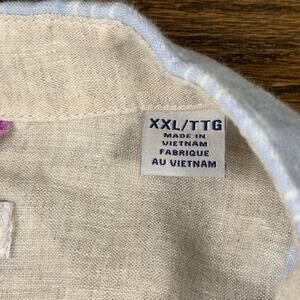 XXL/TTG
MADE IN
VIETNAM
FABRIQUE
AU VIETNAM